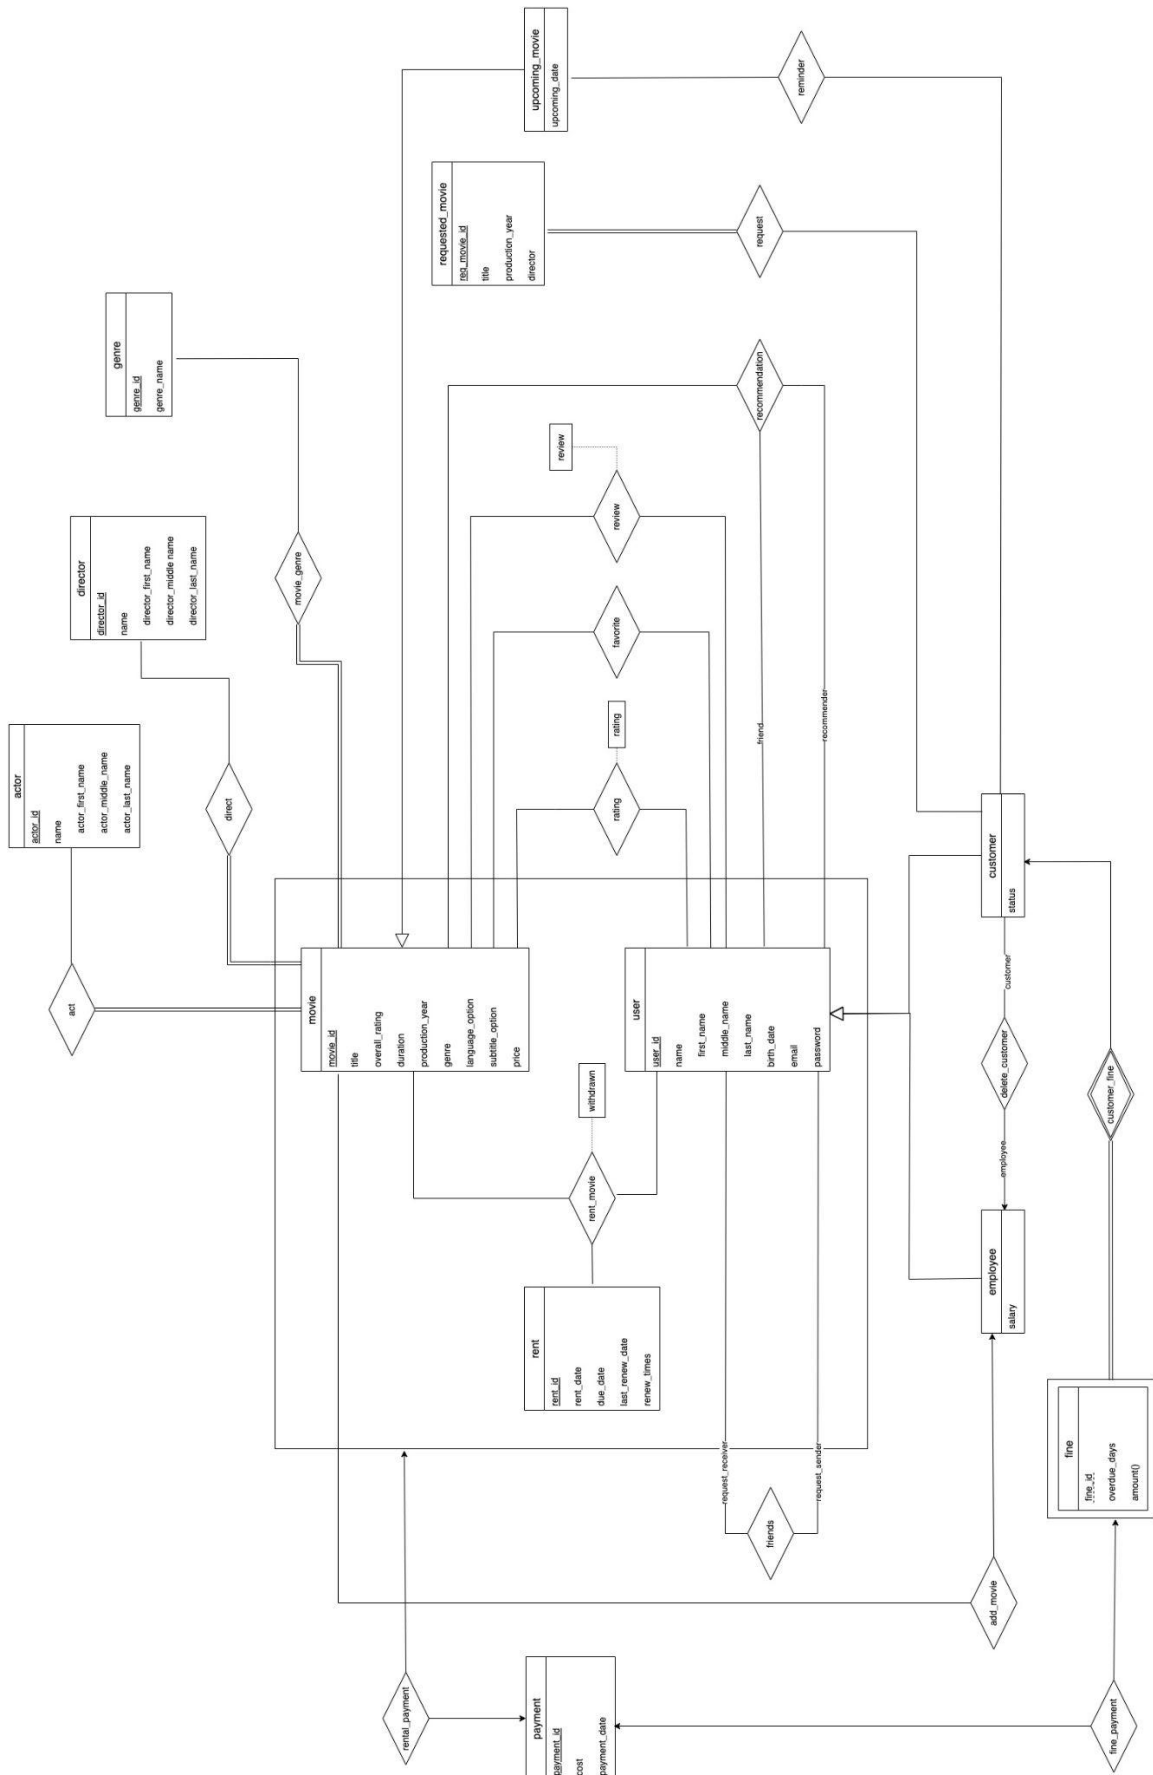 upcoming_movie
upcoming_date
reminder
requested_movie
req_movie_id
title
production_year
director
request
genre
genre_id
genre_name
recommendation
review
review
director
director_id
name
director_first_name
director_middle name
director_last_name
movie_genre
favorite
actor
actor_id
name
actor_first_name
actor_middle_name
actor_last_name
direct
rating
rating
friend
recommender
act
movie
movie_id
title
overall_rating
duration
production_year
genre
language_option
subtitle_option
price
user
user_id
name
first_name
middle_name
last_name
birth_date
email
password
customer
status
customer
delete_customer
employee
customer_fine
withdrawn
rent_movie
rent
rent_id
rent_date
due_date
last_renew_date
renew_times
employee
salary
request_receiver
request_sender
friends
fine
fine_id
overdue_days
amount()
add_movie
rental_payment
payment
payment_id
cost
payment_date
fine_payment